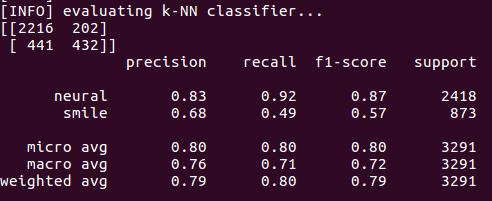 [INFO] evaluating k-NN classifier...
[[2216  202]
 [ 441  432]]
              precision    recall  f1-score   support
      neural       0.83      0.92      0.87      2418
       smile       0.68      0.49      0.57       873
   micro avg       0.80      0.80      0.80      3291
   macro avg       0.76      0.71      0.72      3291
weighted avg       0.79      0.80      0.79      3291